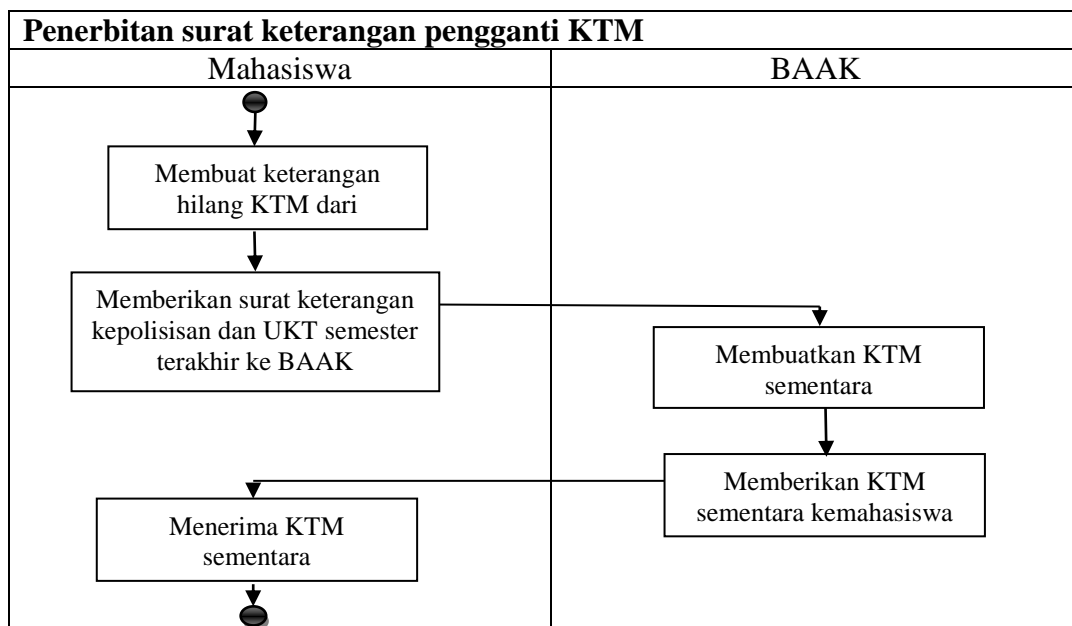 Penerbitan surat keterangan pengganti KTM
Mahasiswa
BAAK
Membuat keterangan
hilang KTM dari
Memberikan surat keterangan
kepolisisan dan UKT semester
terakhir ke BAAK
Membuatkan KTM
sementara
Memberikan KTM
sementara kemahasiswa
Menerima KTM
sementara